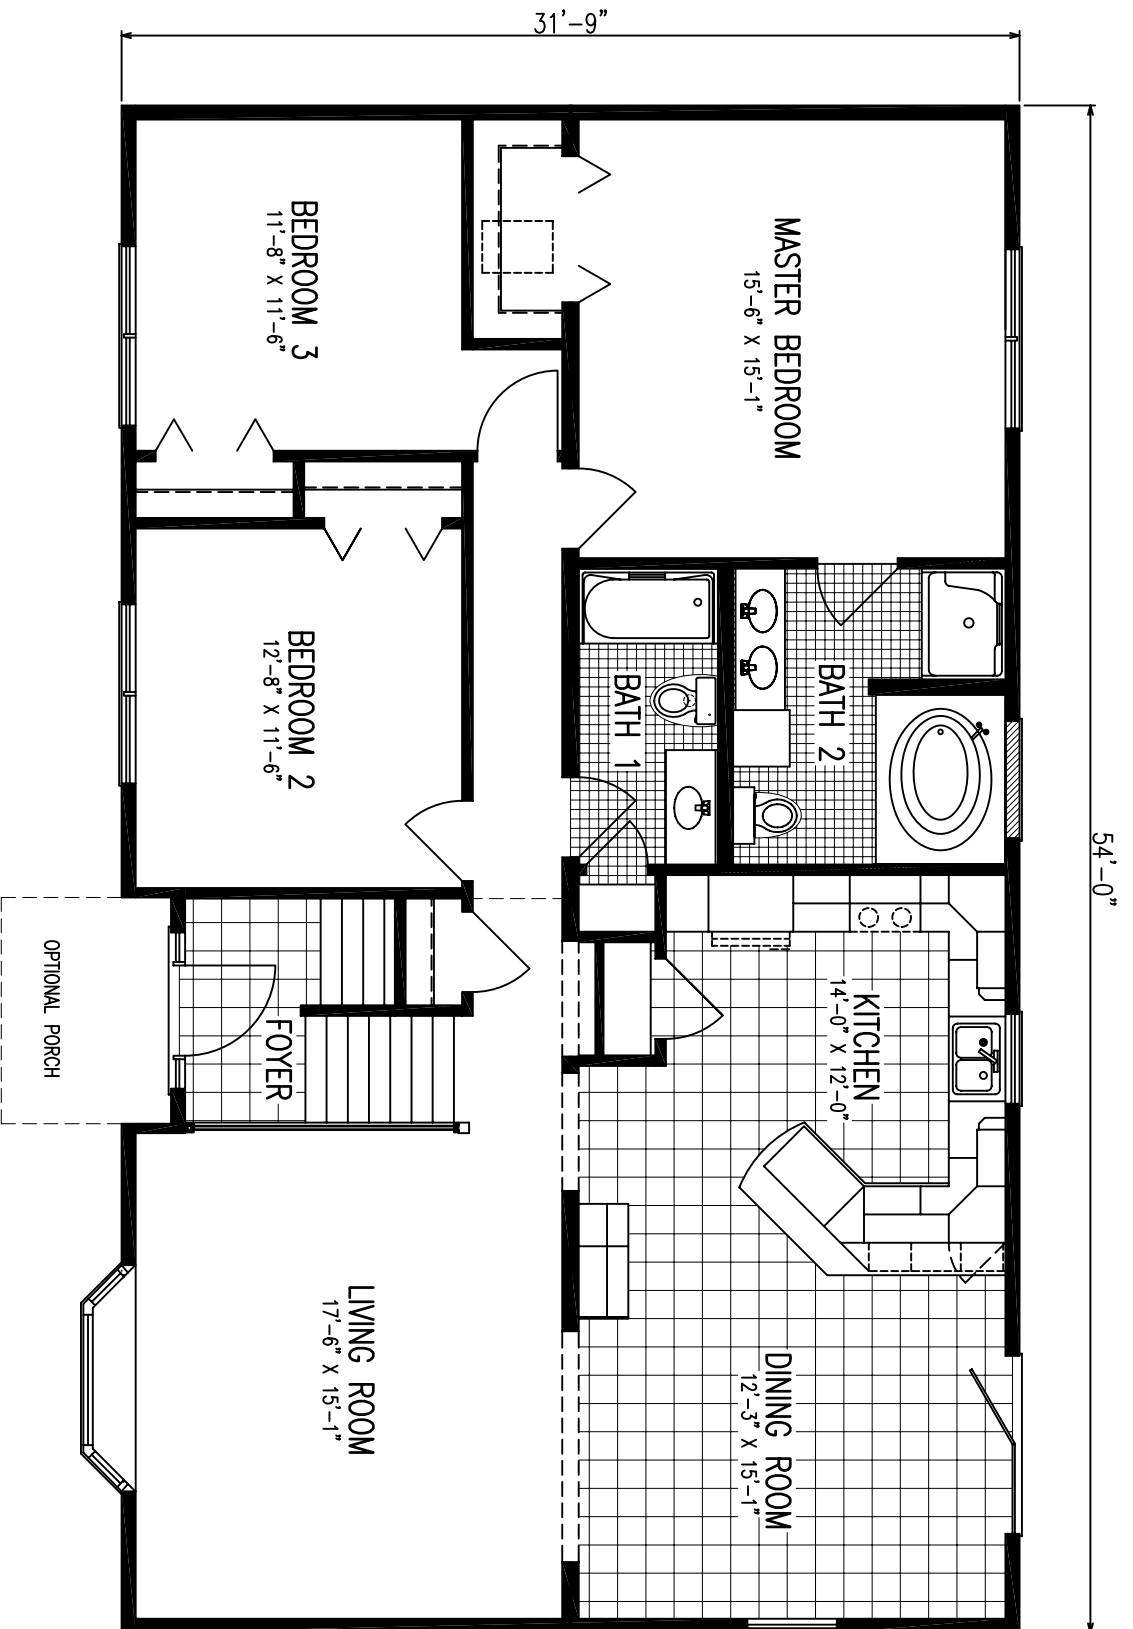 31'-9"
54'-0"
MASTER BEDROOM
15'-6" X 15'-1"
BEDROOM 3
11'-8" X 11'-6"
BEDROOM 2
12'-8" X 11'-6"
BATH 1
BATH 2
KITCHEN
14'-0" X 12'-0"
FOYER
OPTIONAL PORCH
LIVING ROOM
17'-6" X 15'-1"
DINING ROOM
12'-3" X 15'-1"